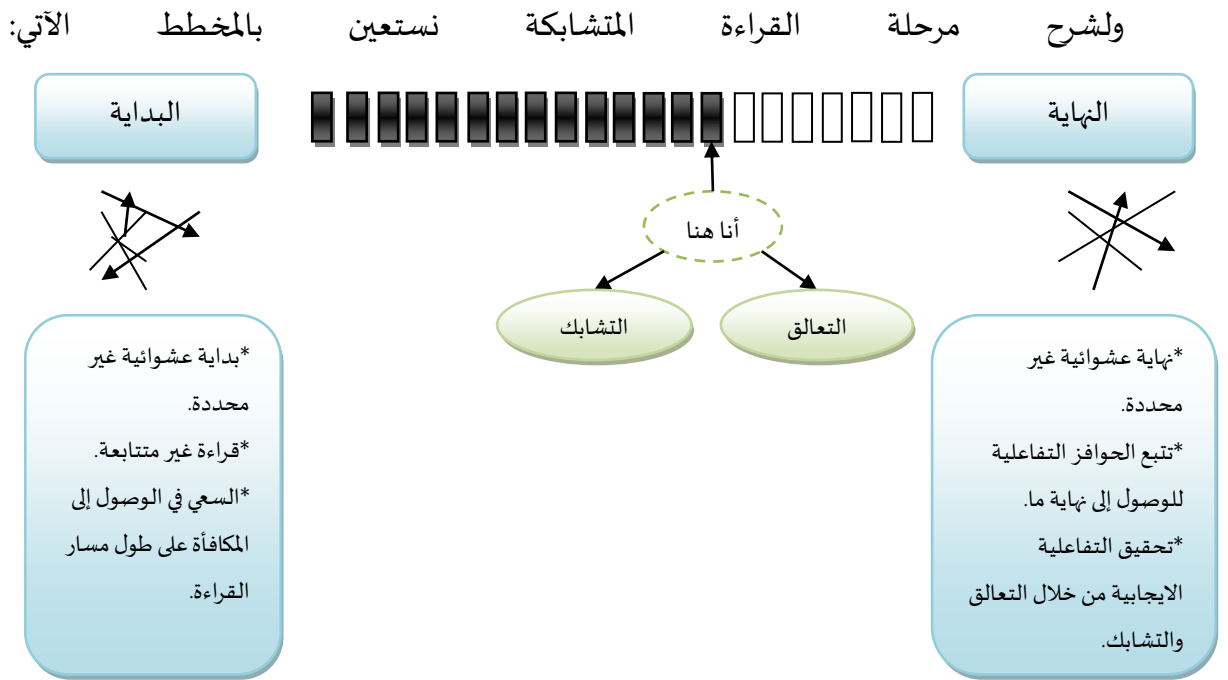 ولشرح مرحلة القراءة المتشابكة نستعين بالمخطط الآتي:
النهاية
البداية
أنا هنا
التعالق
التشابك
*نهاية عشوائية غير
محددة.
*تتبع الحوافز التفاعلية
للوصول إلى نهاية ما.
*تحقيق التفاعلية
الايجابية من خلال التعالق
والتشابك.
*بداية عشوائية غير
محددة.
*قراءة غير متتابعة.
*السعي في الوصول إلى
المكافأة على طول مسار
القراءة.